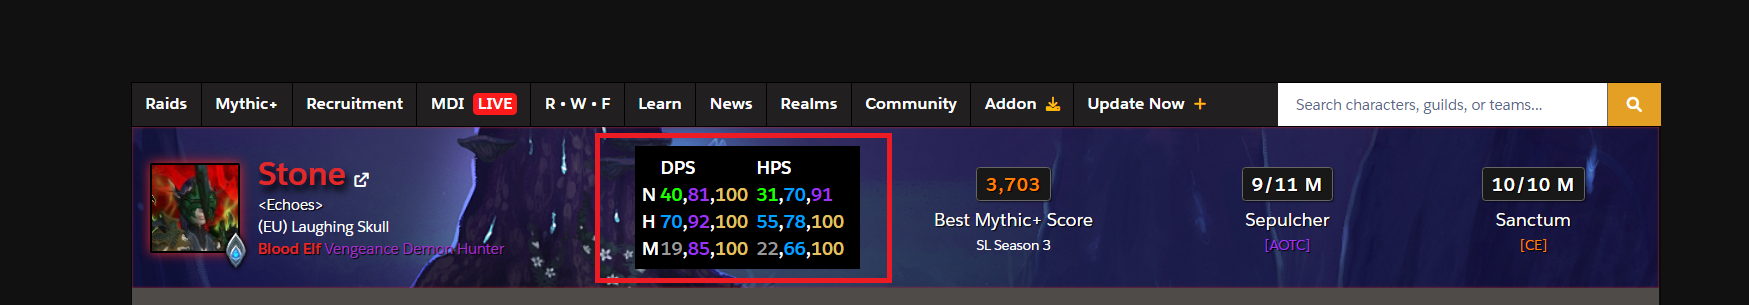 Raids Mythic+ Recruitment MDI LIVE R • W • F Learn News Realms Community Addon Update Now + Search characters, guilds, or teams...
Stone
<Echoes>
(EU) Laughing Skull
Blood Elf Vengeance Demon Hunter
DPS HPS
N 40,81,100 31,70,91
H 70,92,100 55,78,100
M 19,85,100 22,66,100
3,703
Best Mythic+ Score
SL Season 3
9/11 M
Sepulcher
[AOTC]
10/10 M
Sanctum
[CE]